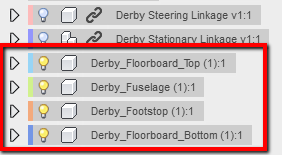 Derby Steering Linkage v1:1
Derby Stationary Linkage v1:1
Derby_Floorboard_Top (1):1
Derby_Fuselage (1):1
Derby_Footstop (1):1
Derby_Floorboard_Bottom (1):1